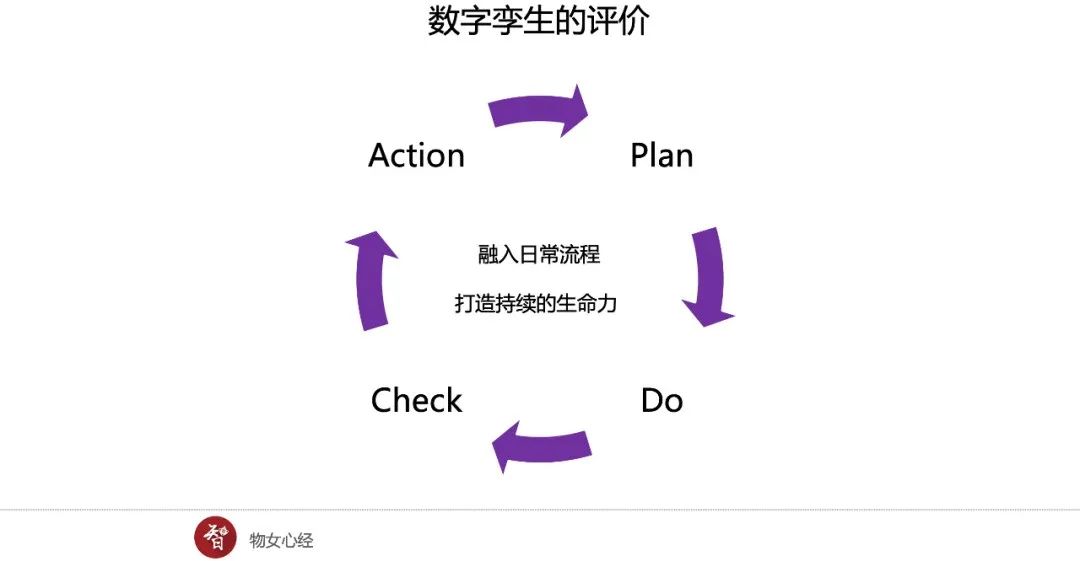 数字孪生的评价
Action
Plan
融入日常流程
打造持续的生命力
Check
Do
智
物女心经